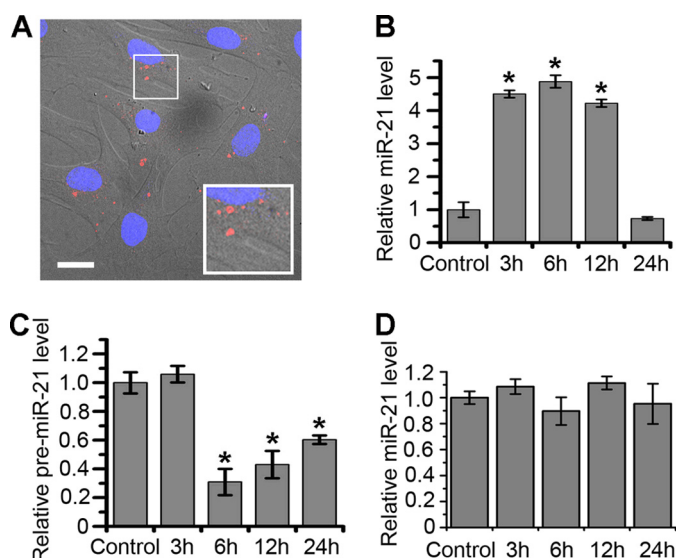 A
B
Relative miR-21 level
5
4
3
2
1
0
* * *
Control 3h 6h 12h 24h
C
Relative pre-miR-21 level
1.2
1.0
0.8
0.6
0.4
0.2
0
* * *
Control 3h 6h 12h 24h
D
Relative miR-21 level
1.2
1.0
0.8
0.6
0.4
0.2
0
Control 3h 6h 12h 24h